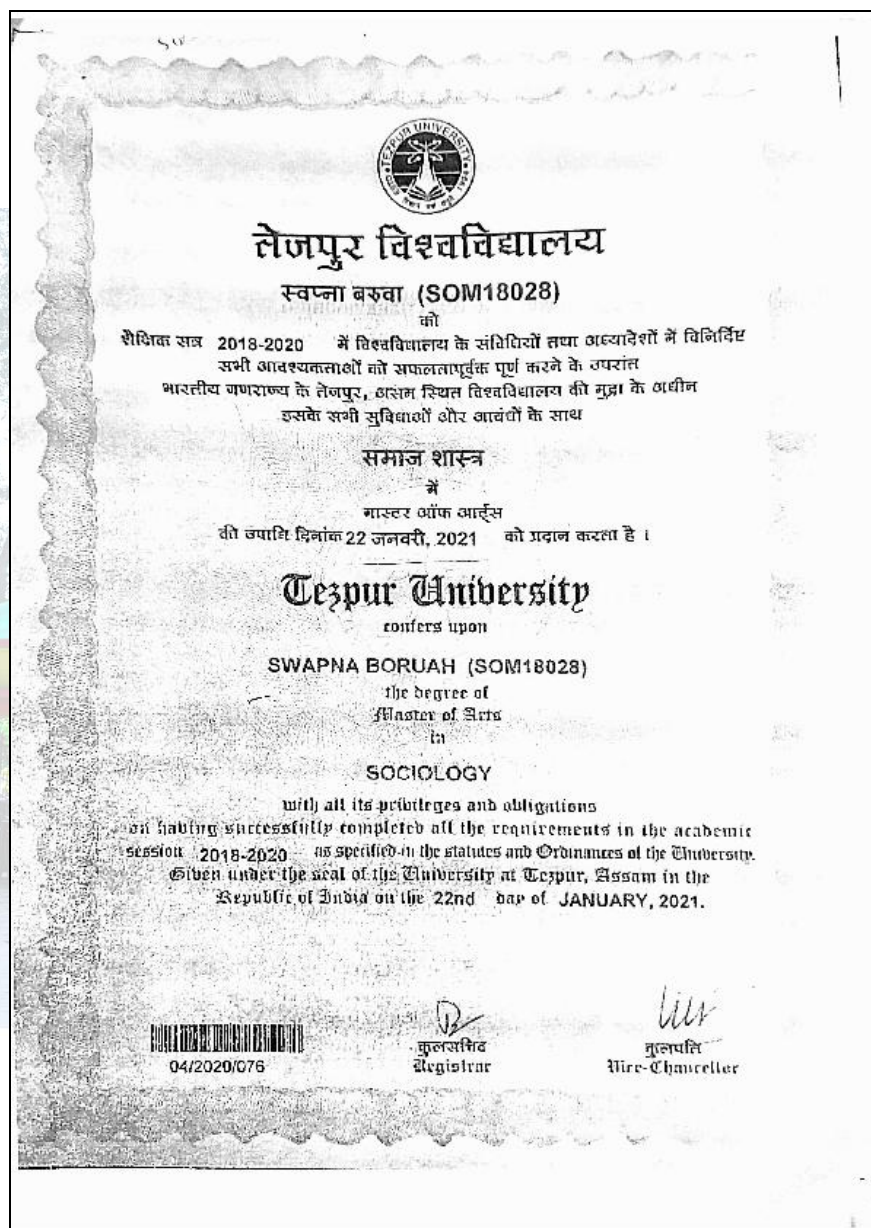 TEZPUR UNIVERSITY
तेजपुर विश्वविद्यालय
स्वप्ना बरुवा (SOM18028)
को
शैक्षिक सत्र 2018-2020 में विश्वविद्यालय के संविधियों तथा अध्यादेशों में विनिर्दिष्ट
सभी आवश्यकताओं को सफलतापूर्वक पूर्ण करने के उपरांत
भारतीय गणराज्य के तेजपुर, असम स्थित विश्वविद्यालय की मुद्रा के अधीन
इसके सभी सुविधाओं और आबंधों के साथ
समाज शास्त्र
में
मास्टर ऑफ आर्ट्स
की उपाधि दिनांक 22 जनवरी, 2021 को प्रदान करता है ।
Tezpur University
confers upon
SWAPNA BORUAH (SOM18028)
the degree of
Master of Arts
in
SOCIOLOGY
with all its privileges and obligations
on having successfully completed all the requirements in the academic
session 2018-2020 as specified in the statutes and Ordinances of the University.
Given under the seal of the University at Tezpur, Assam in the
Republic of India on the 22nd day of JANUARY, 2021.
04/2020/076
कुलसचिव
Registrar
कुलपति
Vice-Chancellor